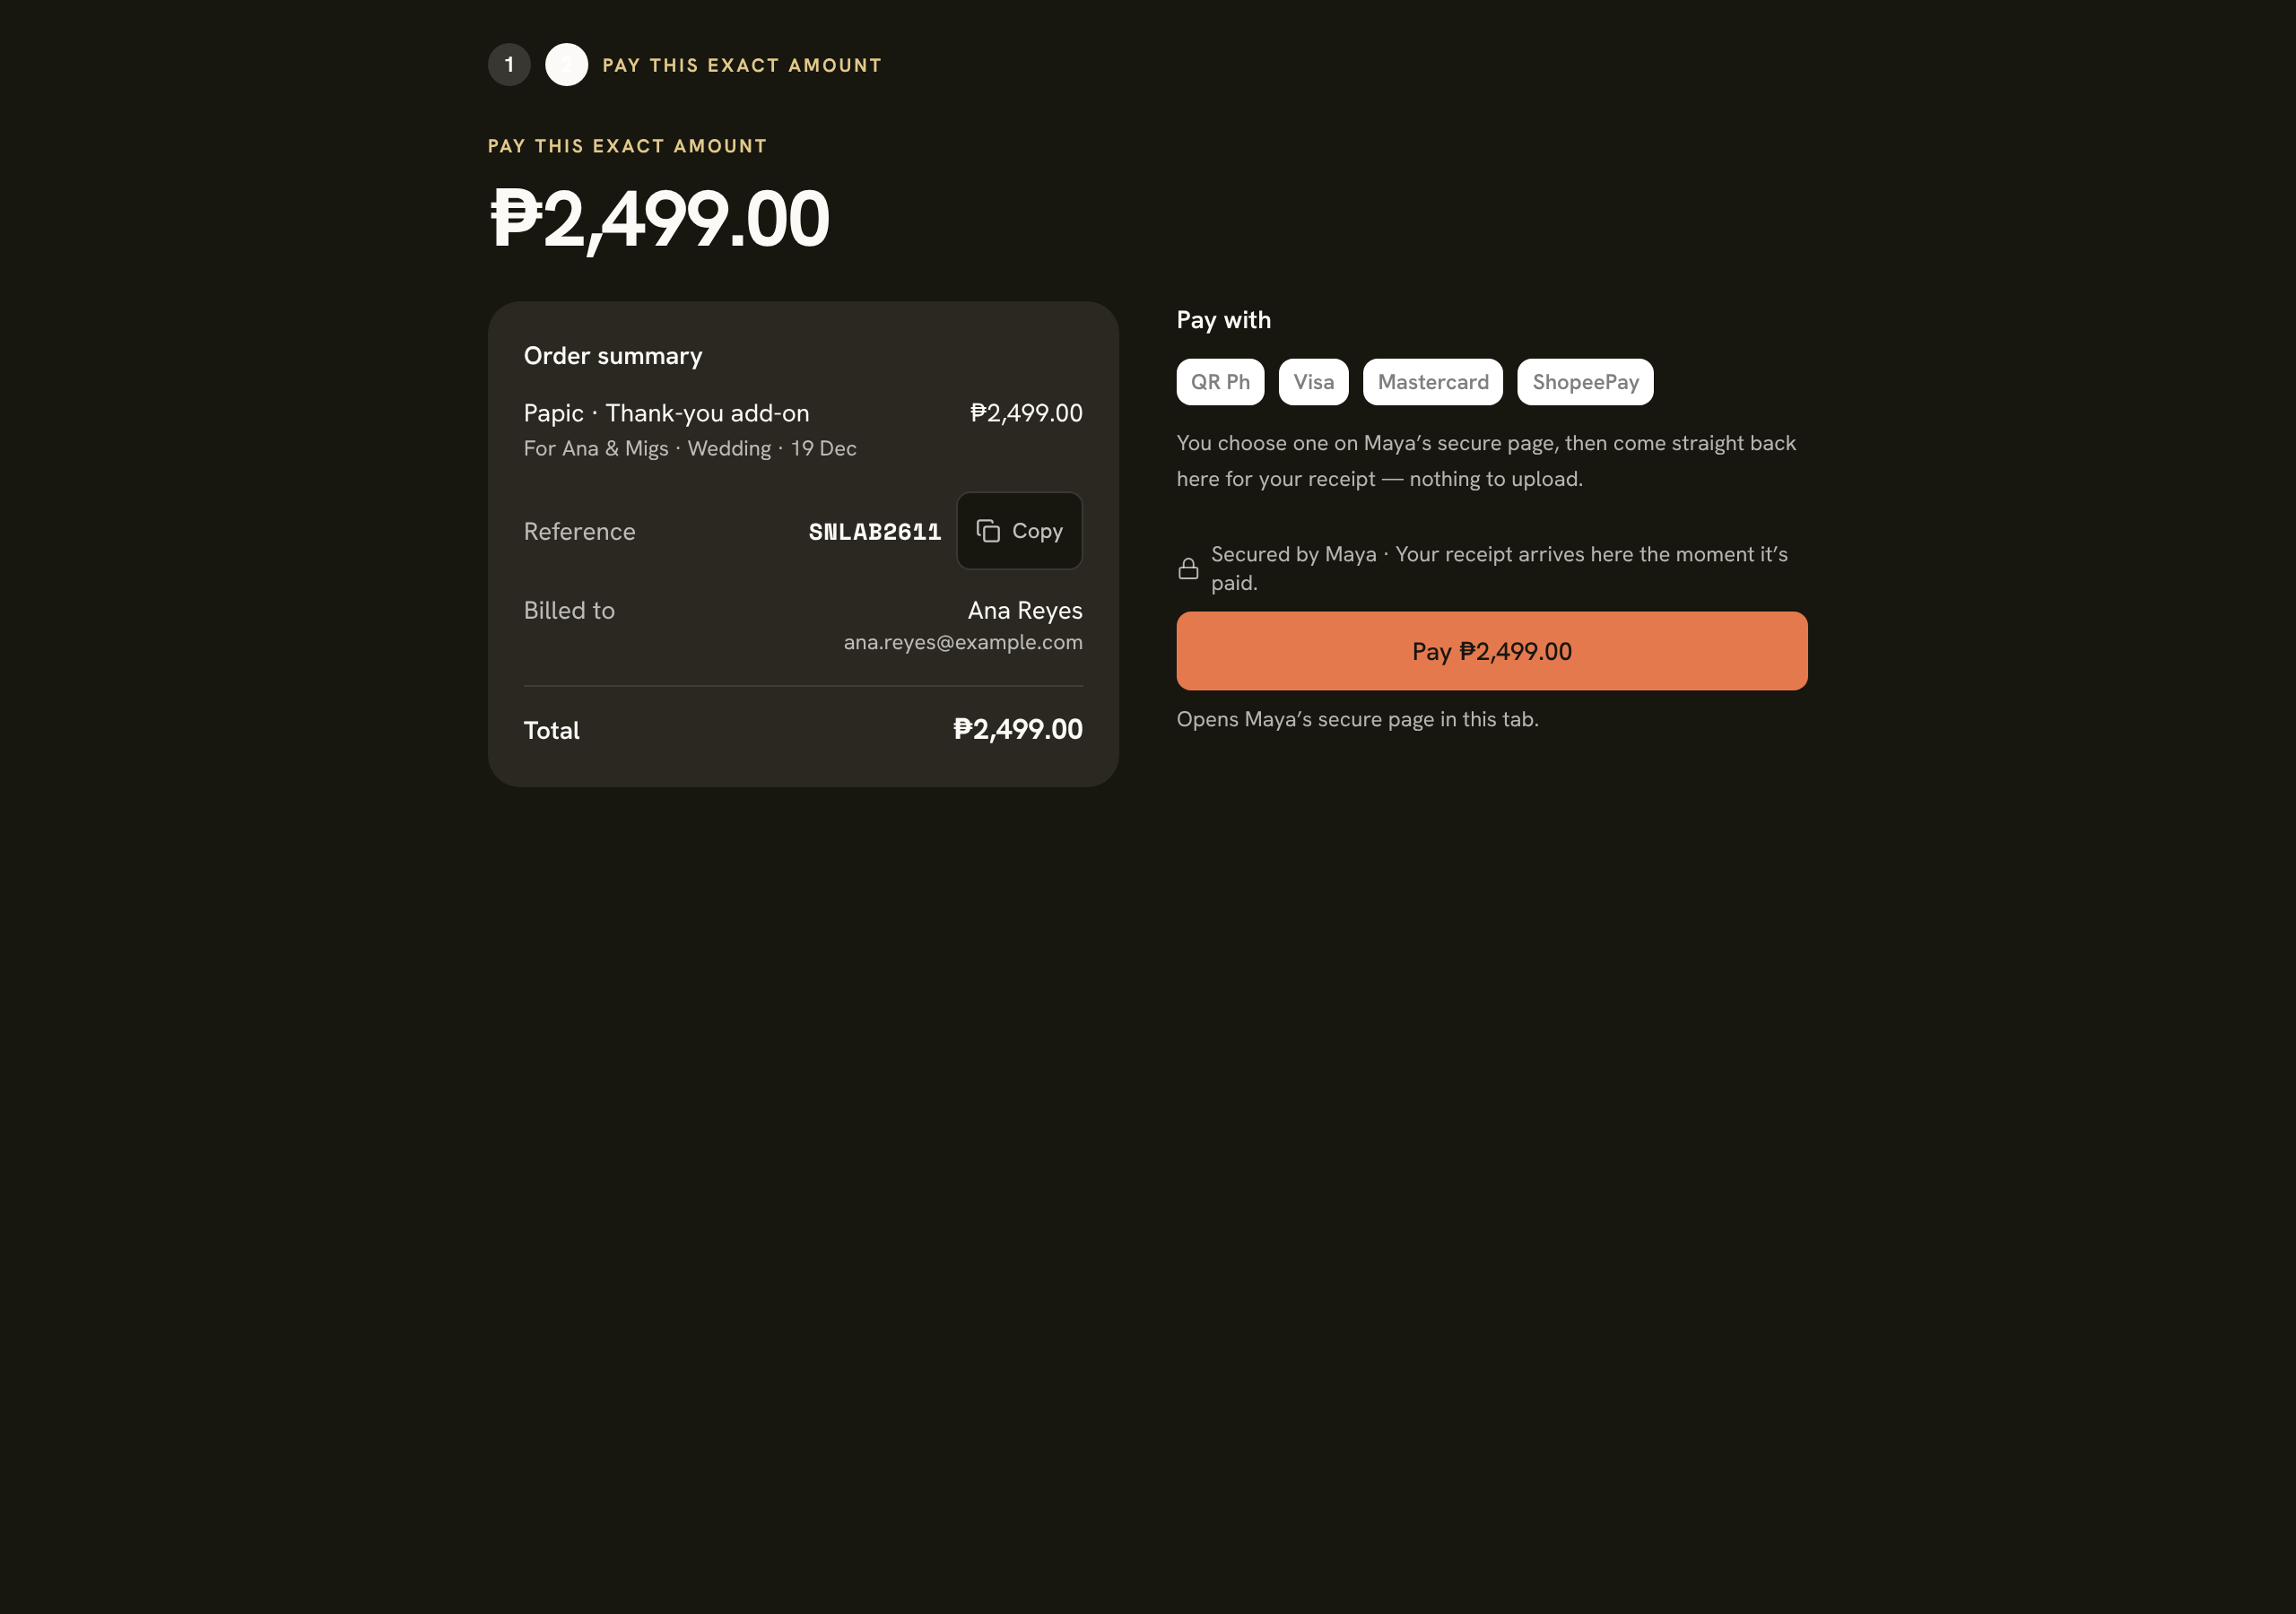 1 2 PAY THIS EXACT AMOUNT
PAY THIS EXACT AMOUNT
₱2,499.00
Order summary
Papic · Thank-you add-on ₱2,499.00
For Ana & Migs · Wedding · 19 Dec
Reference SNLAB2611 Copy
Billed to Ana Reyes
ana.reyes@example.com
Total ₱2,499.00
Pay with
QR Ph Visa Mastercard ShopeePay
You choose one on Maya’s secure page, then come straight back
here for your receipt — nothing to upload.
Secured by Maya · Your receipt arrives here the moment it’s
paid.
Pay ₱2,499.00
Opens Maya’s secure page in this tab.